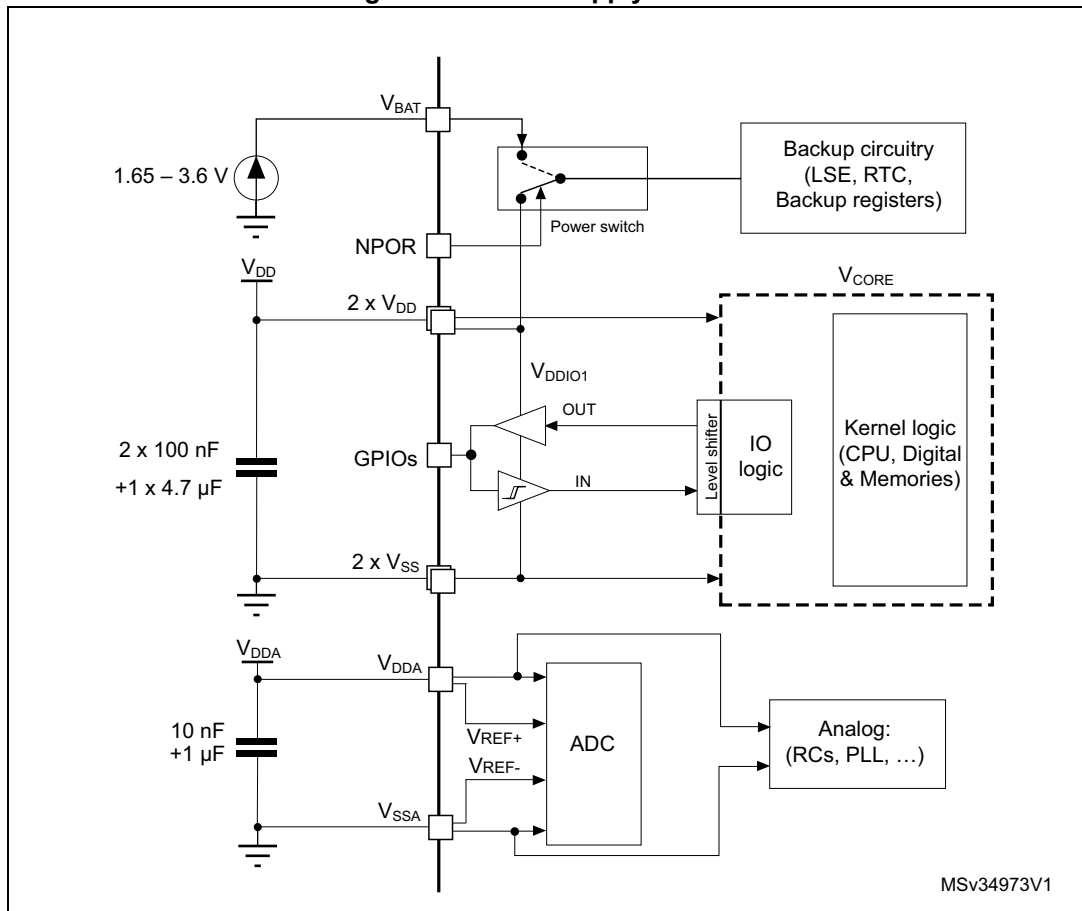 VBAT
1.65 – 3.6 V
Power switch
Backup circuitry
(LSE, RTC,
Backup registers)
NPOR
VDD
2 x VDD
VCORE
VDDIO1
OUT
IN
GPIOs
2 x 100 nF
+1 x 4.7 µF
Level shifter
IO
logic
Kernel logic
(CPU, Digital
& Memories)
2 x VSS
VDDA
VDDA
10 nF
+1 µF
VREF+
VREF-
ADC
Analog:
(RCs, PLL, …)
VSSA
MSv34973V1